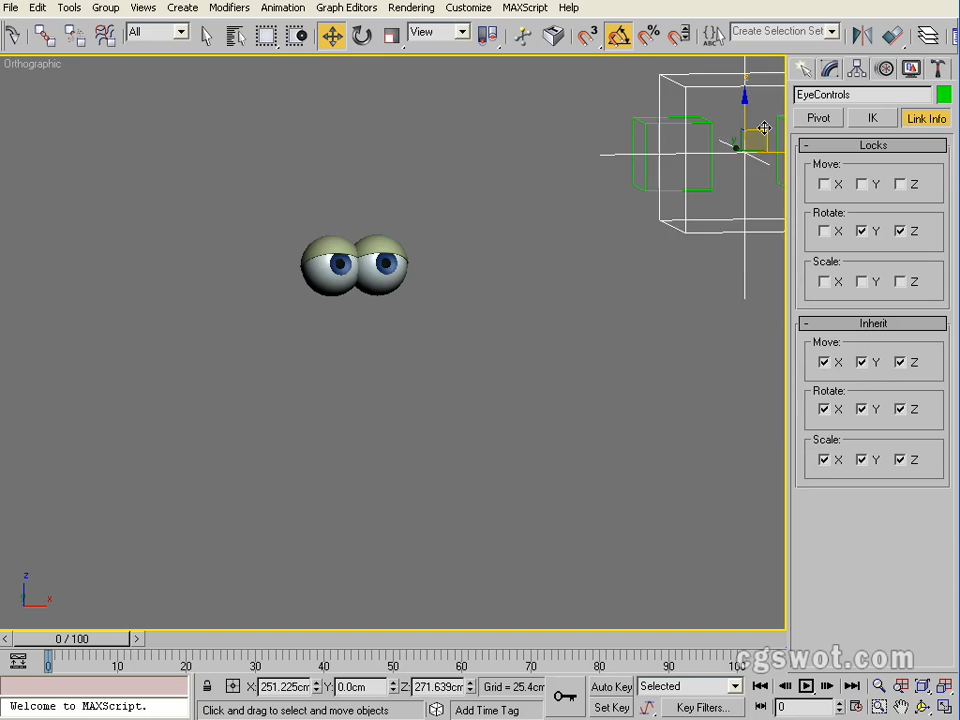 File Edit Tools Group Views Create Modifiers Animation Graph Editors Rendering Customize MAXScript Help
All View 3 % Create Selection Set
Orthographic
EyeControls
Pivot IK Link Info
- Locks
Move:
X Y Z
Rotate:
X Y Z
Scale:
X Y Z
- Inherit
Move:
X Y Z
Rotate:
X Y Z
Scale:
X Y Z
z
y
z
x
< 0 / 100 >
0 10 20 30 40 50 60 70 80 90 100
cgswot.com
X: 251.225cm Y: 0.0cm Z: 271.639cm Grid = 25.4cm Auto Key Selected
Welcome to MAXScript. Click and drag to select and move objects Add Time Tag Set Key Key Filters... 0